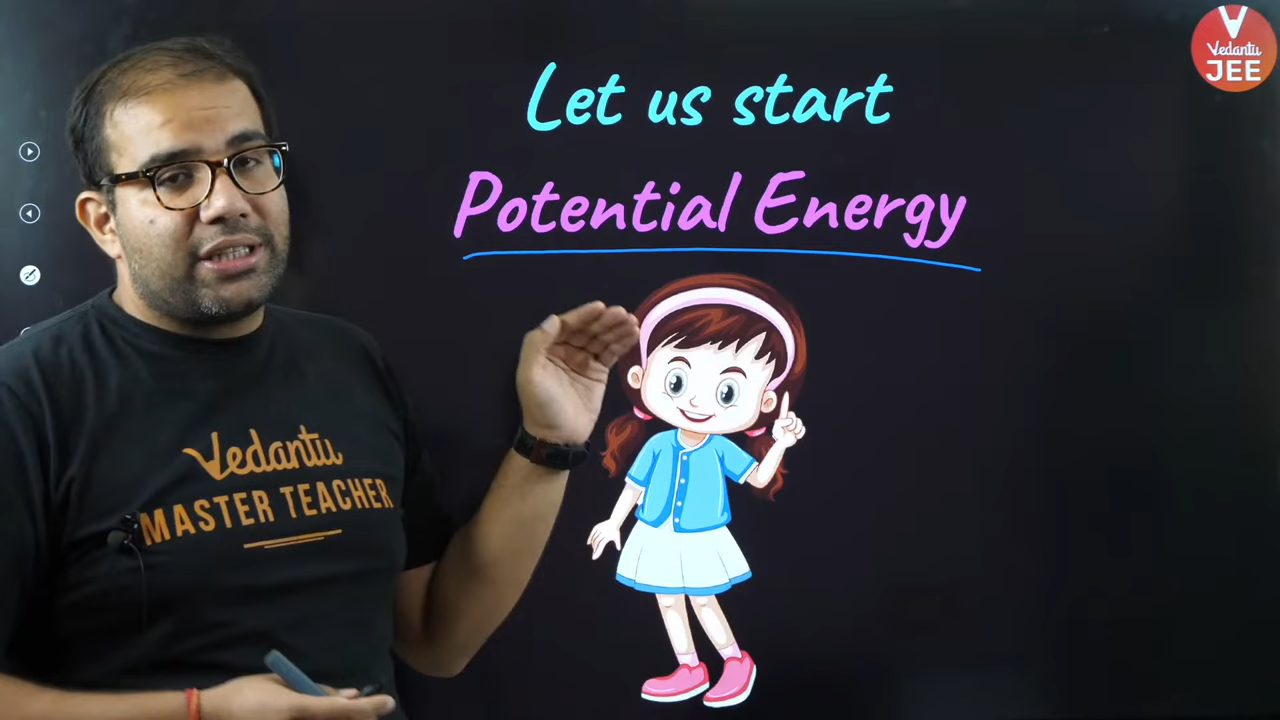 Let us start
Potential Energy
Vedantu
JEE
Vedantu
MASTER TEACHER